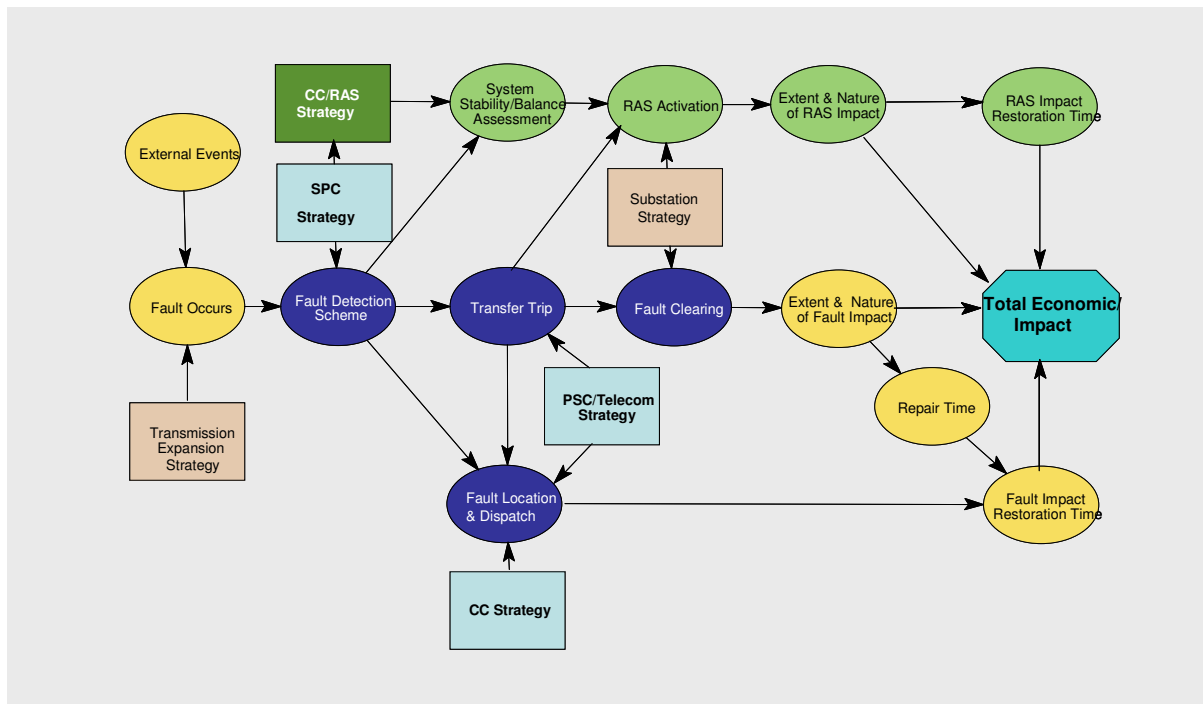 CC/RAS
Strategy
System
Stability/Balance
Assessment
RAS Activation
Extent & Nature
of RAS Impact
RAS Impact
Restoration Time
External Events
SPC
Strategy
Substation
Strategy
Fault Occurs
Fault Detection
Scheme
Transfer Trip
Fault Clearing
Extent & Nature
of Fault Impact
Total Economic/
Impact
Transmission
Expansion
Strategy
PSC/Telecom
Strategy
Repair Time
Fault Location
& Dispatch
Fault Impact
Restoration Time
CC Strategy